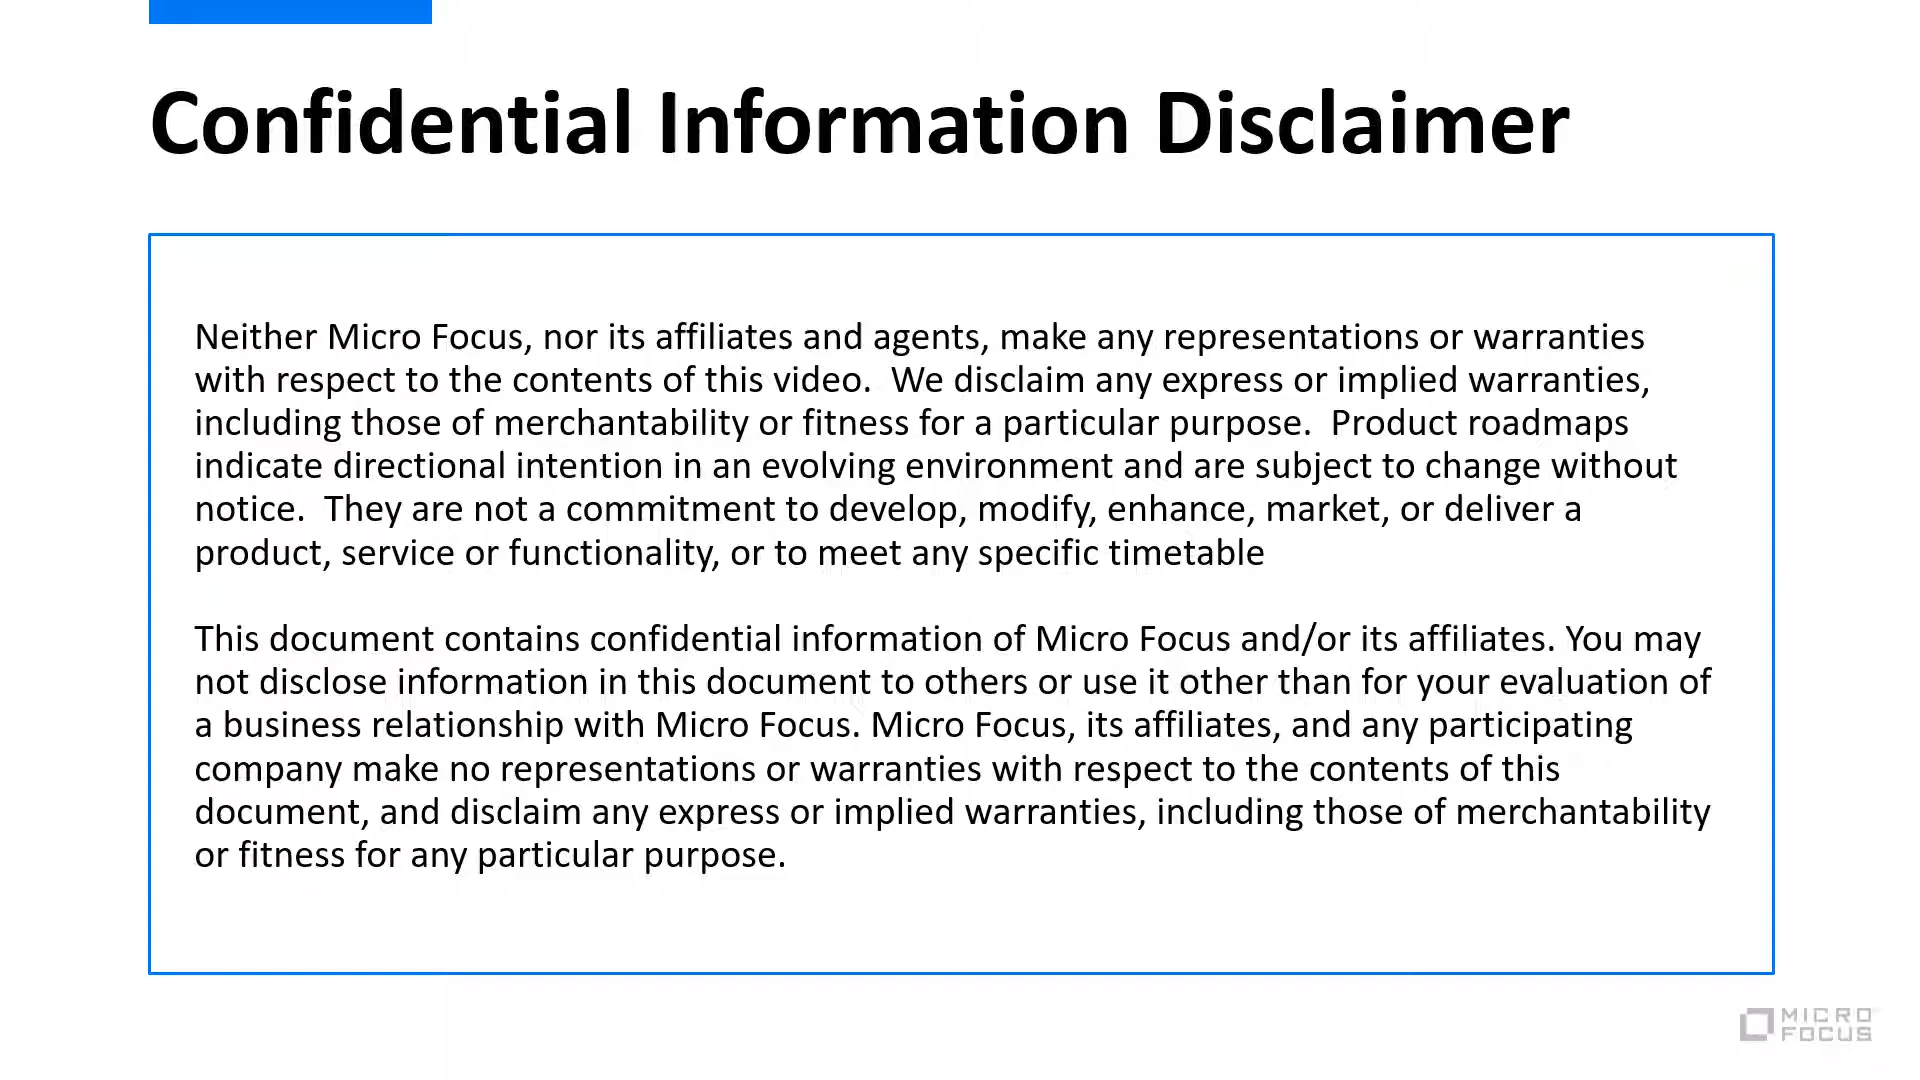 Confidential Information Disclaimer
Neither Micro Focus, nor its affiliates and agents, make any representations or warranties
with respect to the contents of this video.  We disclaim any express or implied warranties,
including those of merchantability or fitness for a particular purpose.  Product roadmaps
indicate directional intention in an evolving environment and are subject to change without
notice.  They are not a commitment to develop, modify, enhance, market, or deliver a
product, service or functionality, or to meet any specific timetable
This document contains confidential information of Micro Focus and/or its affiliates. You may
not disclose information in this document to others or use it other than for your evaluation of
a business relationship with Micro Focus. Micro Focus, its affiliates, and any participating
company make no representations or warranties with respect to the contents of this
document, and disclaim any express or implied warranties, including those of merchantability
or fitness for any particular purpose.
MICRO
FOCUS